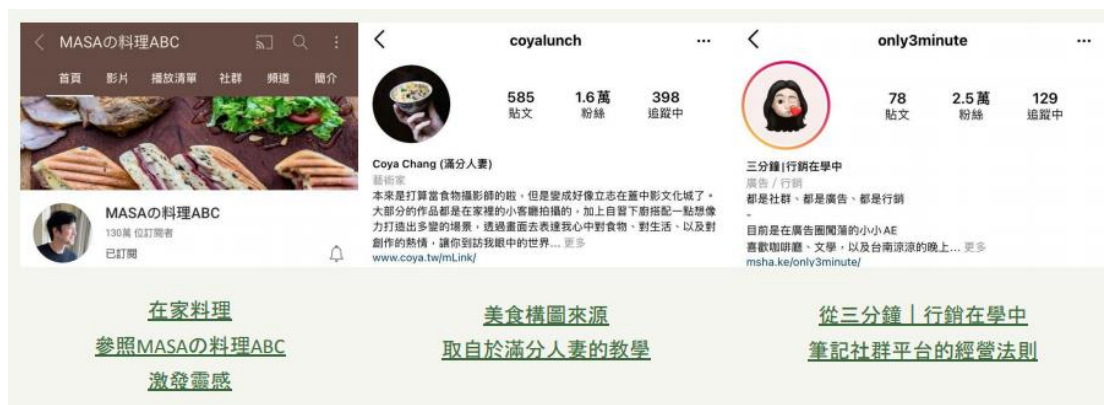 MASAの料理ABC
首頁 影片 播放清單 社群 頻道 簡介
MASAの料理ABC
130萬 位訂閱者
已訂閱
coyalunch
585 1.6萬 398
貼文 粉絲 追蹤中
Coya Chang (滿分人妻)
藝術家
本來是打算當食物攝影師的啦,但是變成好像立志在蓋中影文化城了。
大部分的作品都是在家裡的小客廳拍攝的,加上自習下廚搭配一點想像
力打造出多變的場景,透過畫面去表達我心中對食物、對生活、以及對
創作的熱情,讓你到訪我眼中的世界... 更多
www.coya.tw/mLink/
only3minute
78 2.5萬 129
貼文 粉絲 追蹤中
三分鐘|行銷在學中
廣告 / 行銷
都是社群、都是廣告、都是行銷
-
目前是在廣告圈闖蕩的小小 AE
喜歡咖啡廳、文學,以及台南涼涼的晚上... 更多
msha.ke/only3minute/
在家料理
參照MASAの料理ABC
激發靈感
美食構圖來源
取自於滿分人妻的教學
從三分鐘|行銷在學中
筆記社群平台的經營法則